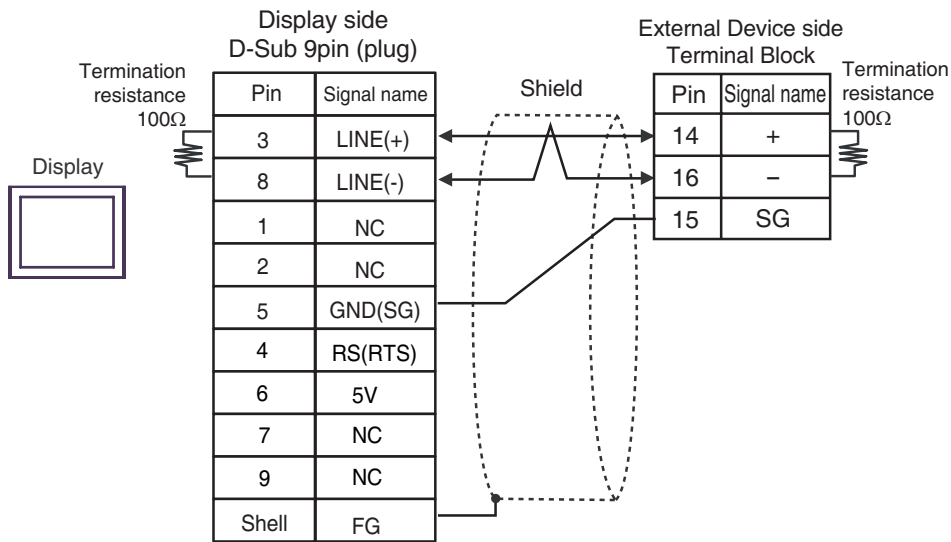 Display side
D-Sub 9pin (plug)
External Device side
Terminal Block
Termination
resistance
100Ω
Shield
Termination
resistance
100Ω
Display
Pin Signal name
3 LINE(+)
8 LINE(-)
1 NC
2 NC
5 GND(SG)
4 RS(RTS)
6 5V
7 NC
9 NC
Shell FG
Pin Signal name
14 +
16 −
15 SG